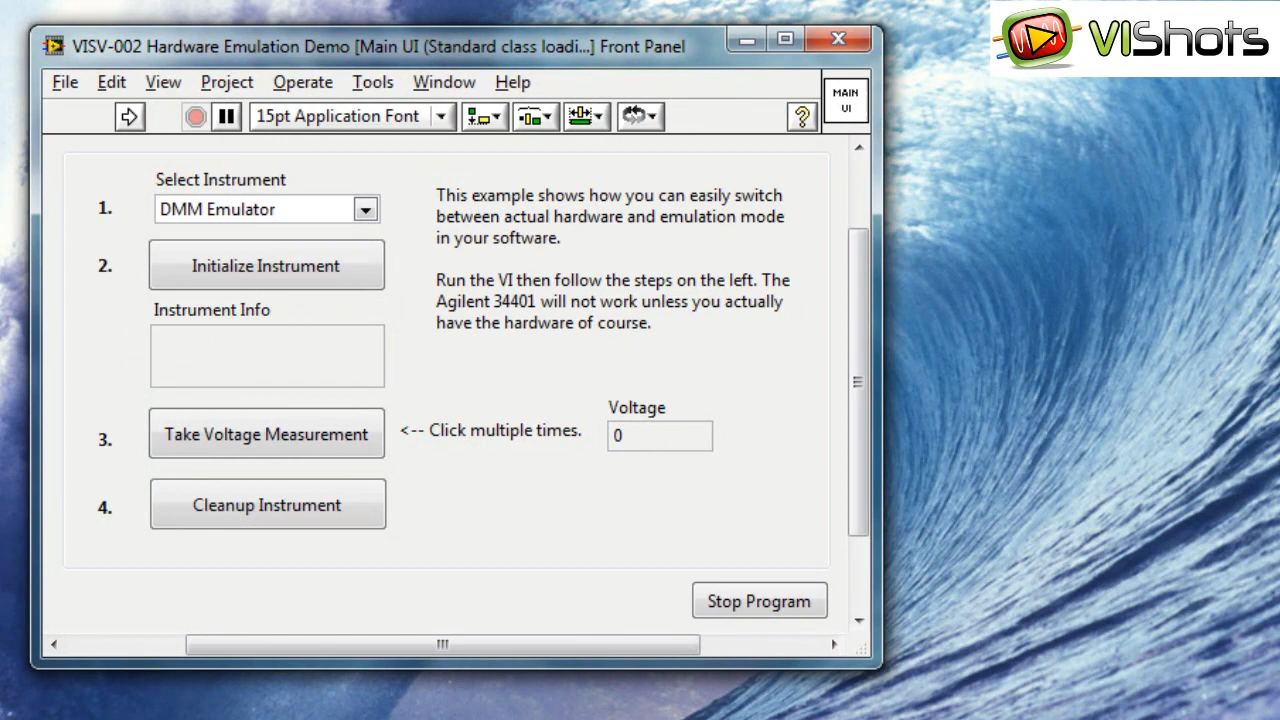 VISV-002 Hardware Emulation Demo [Main UI (Standard class loadi...] Front Panel
VIShots
File Edit View Project Operate Tools Window Help
MAIN
UI
15pt Application Font
?
Select Instrument
1. DMM Emulator
2. Initialize Instrument
Instrument Info
This example shows how you can easily switch
between actual hardware and emulation mode
in your software.
Run the VI then follow the steps on the left. The
Agilent 34401 will not work unless you actually
have the hardware of course.
Voltage
3. Take Voltage Measurement <-- Click multiple times. 0
4. Cleanup Instrument
Stop Program